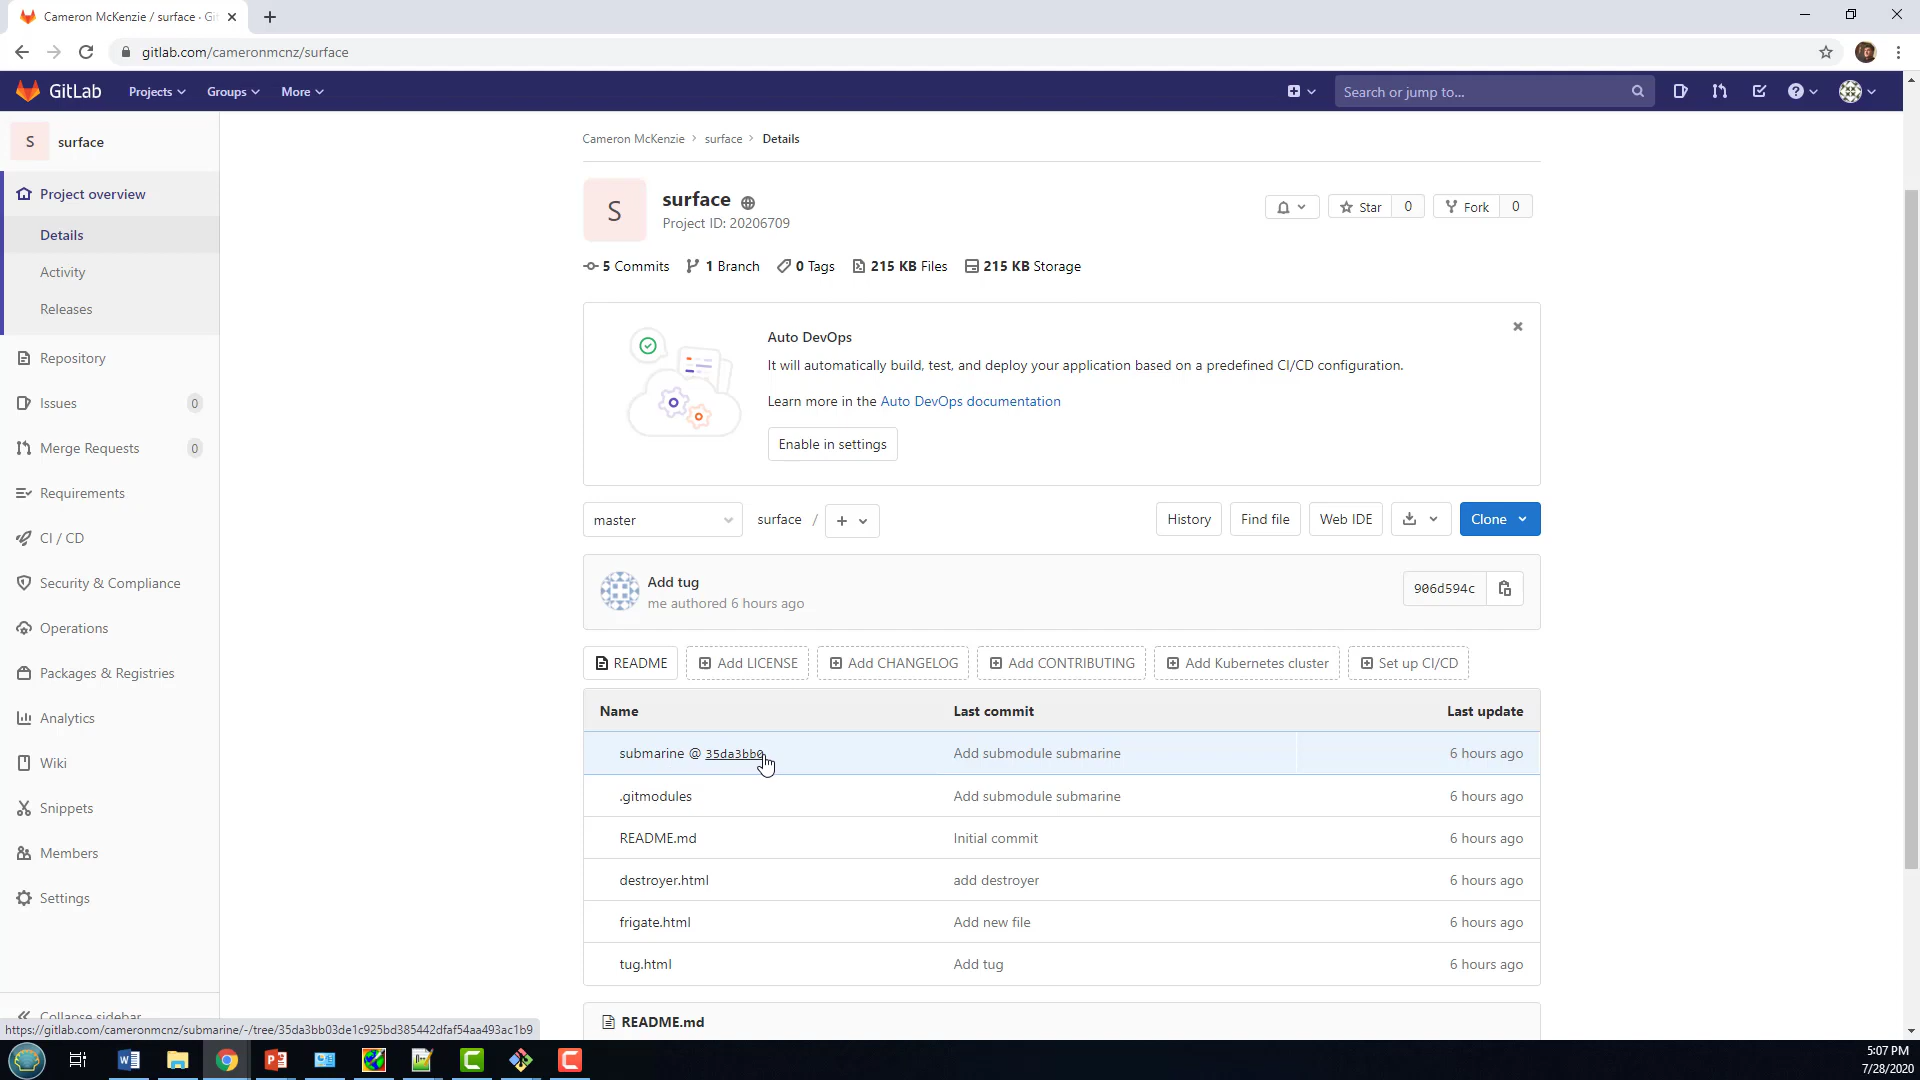 Cameron McKenzie / surface · Git
gitlab.com/cameronmcnz/surface
GitLab
Projects
Groups
More
Search or jump to...
S
surface
Project overview
Details
Activity
Releases
Repository
Issues
0
Merge Requests
0
Requirements
CI / CD
Security & Compliance
Operations
Packages & Registries
Analytics
Wiki
Snippets
Members
Settings
Collapse sidebar
Cameron McKenzie > surface > Details
S
surface
Project ID: 20206709
Star 0
Fork 0
5 Commits 1 Branch 0 Tags 215 KB Files 215 KB Storage
Auto DevOps
It will automatically build, test, and deploy your application based on a predefined CI/CD configuration.
Learn more in the Auto DevOps documentation
Enable in settings
master
surface / +
History
Find file
Web IDE
Clone
Add tug
me authored 6 hours ago
906d594c
README
Add LICENSE
Add CHANGELOG
Add CONTRIBUTING
Add Kubernetes cluster
Set up CI/CD
Name Last commit Last update
submarine @ 35da3bb0 Add submodule submarine 6 hours ago
.gitmodules Add submodule submarine 6 hours ago
README.md Initial commit 6 hours ago
destroyer.html add destroyer 6 hours ago
frigate.html Add new file 6 hours ago
tug.html Add tug 6 hours ago
README.md
https://gitlab.com/cameronmcnz/submarine/-/tree/35da3bb03de1c925bd385442dfaf54aa493ac1b9
5:07 PM
7/28/2020